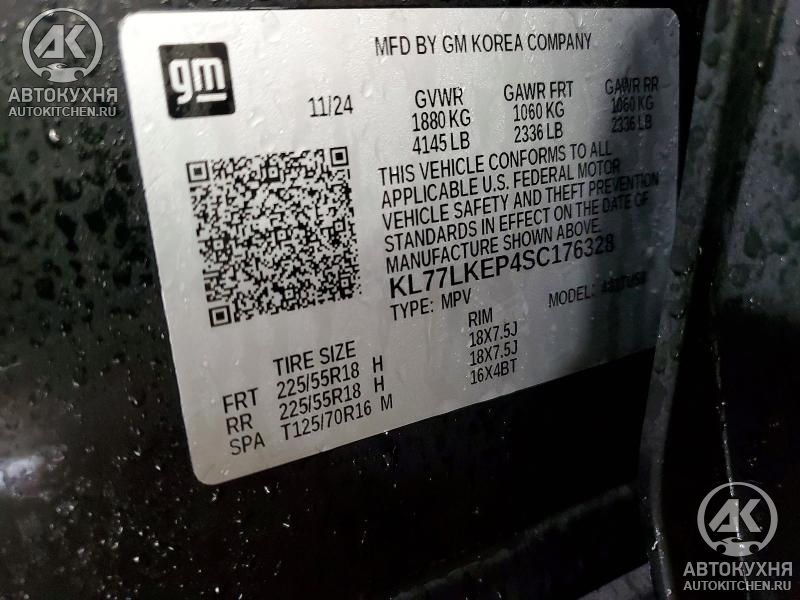 АК
АВТОКУХНЯ
AUTOKITCHEN.RU
gm
MFD BY GM KOREA COMPANY
11/24
GVWR GAWR FRT GAWR RR
1880 KG 1060 KG 1060 KG
4145 LB 2336 LB 2336 LB
THIS VEHICLE CONFORMS TO ALL
APPLICABLE U.S. FEDERAL MOTOR
VEHICLE SAFETY AND THEFT PREVENTION
STANDARDS IN EFFECT ON THE DATE OF
MANUFACTURE SHOWN ABOVE.
KL77LKEP4SC176328
TYPE: MPV MODEL:
TIRE SIZE RIM
FRT 225/55R18 H 18X7.5J
RR 225/55R18 H 18X7.5J
SPA T125/70R16 M 16X4BT
АК
АВТОКУХНЯ
AUTOKITCHEN.RU